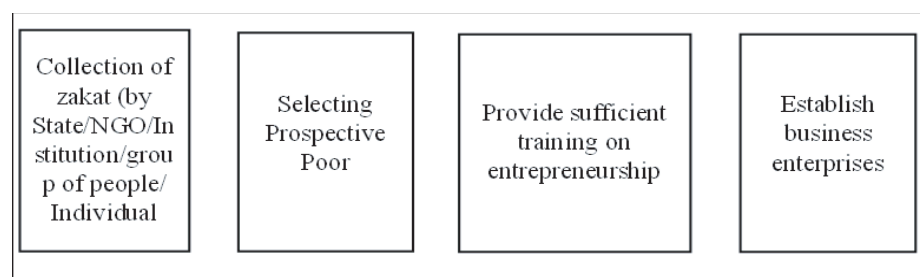 Collection of
zakat (by
State/NGO/In
stitution/grou
p of people/
Individual
Selecting
Prospective
Poor
Provide sufficient
training on
entrepreneurship
Establish
business
enterprises